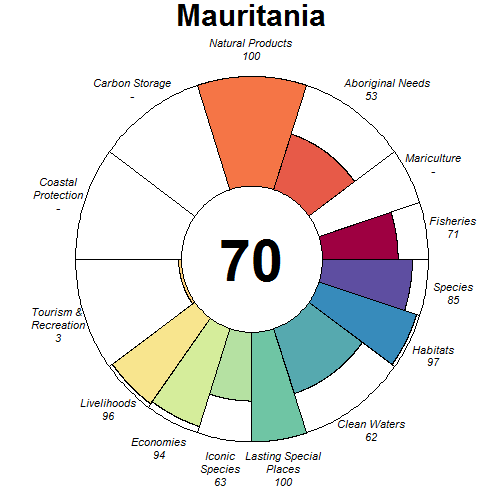 Mauritania
Natural Products
100
Carbon Storage
-
Aboriginal Needs
53
Mariculture
-
Coastal
Protection
-
Fisheries
71
70
Species
85
Tourism &
Recreation
3
Habitats
97
Livelihoods
96
Clean Waters
62
Economies
94
Iconic
Species
63
Lasting Special
Places
100